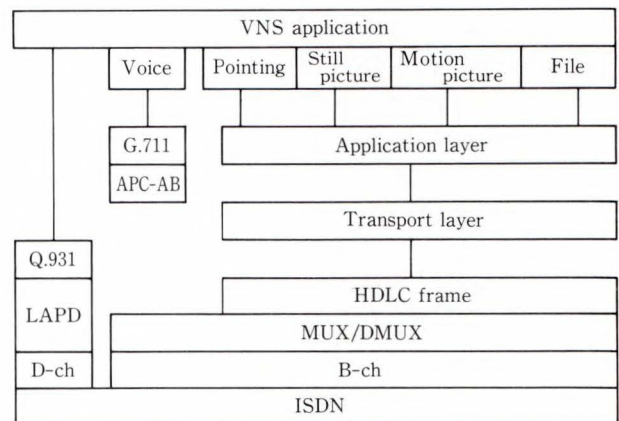 VNS application
Voice
Pointing
Still
picture
Motion
picture
File
G.711
APC-AB
Application layer
Transport layer
Q.931
LAPD
D-ch
HDLC frame
MUX/DMUX
B-ch
ISDN